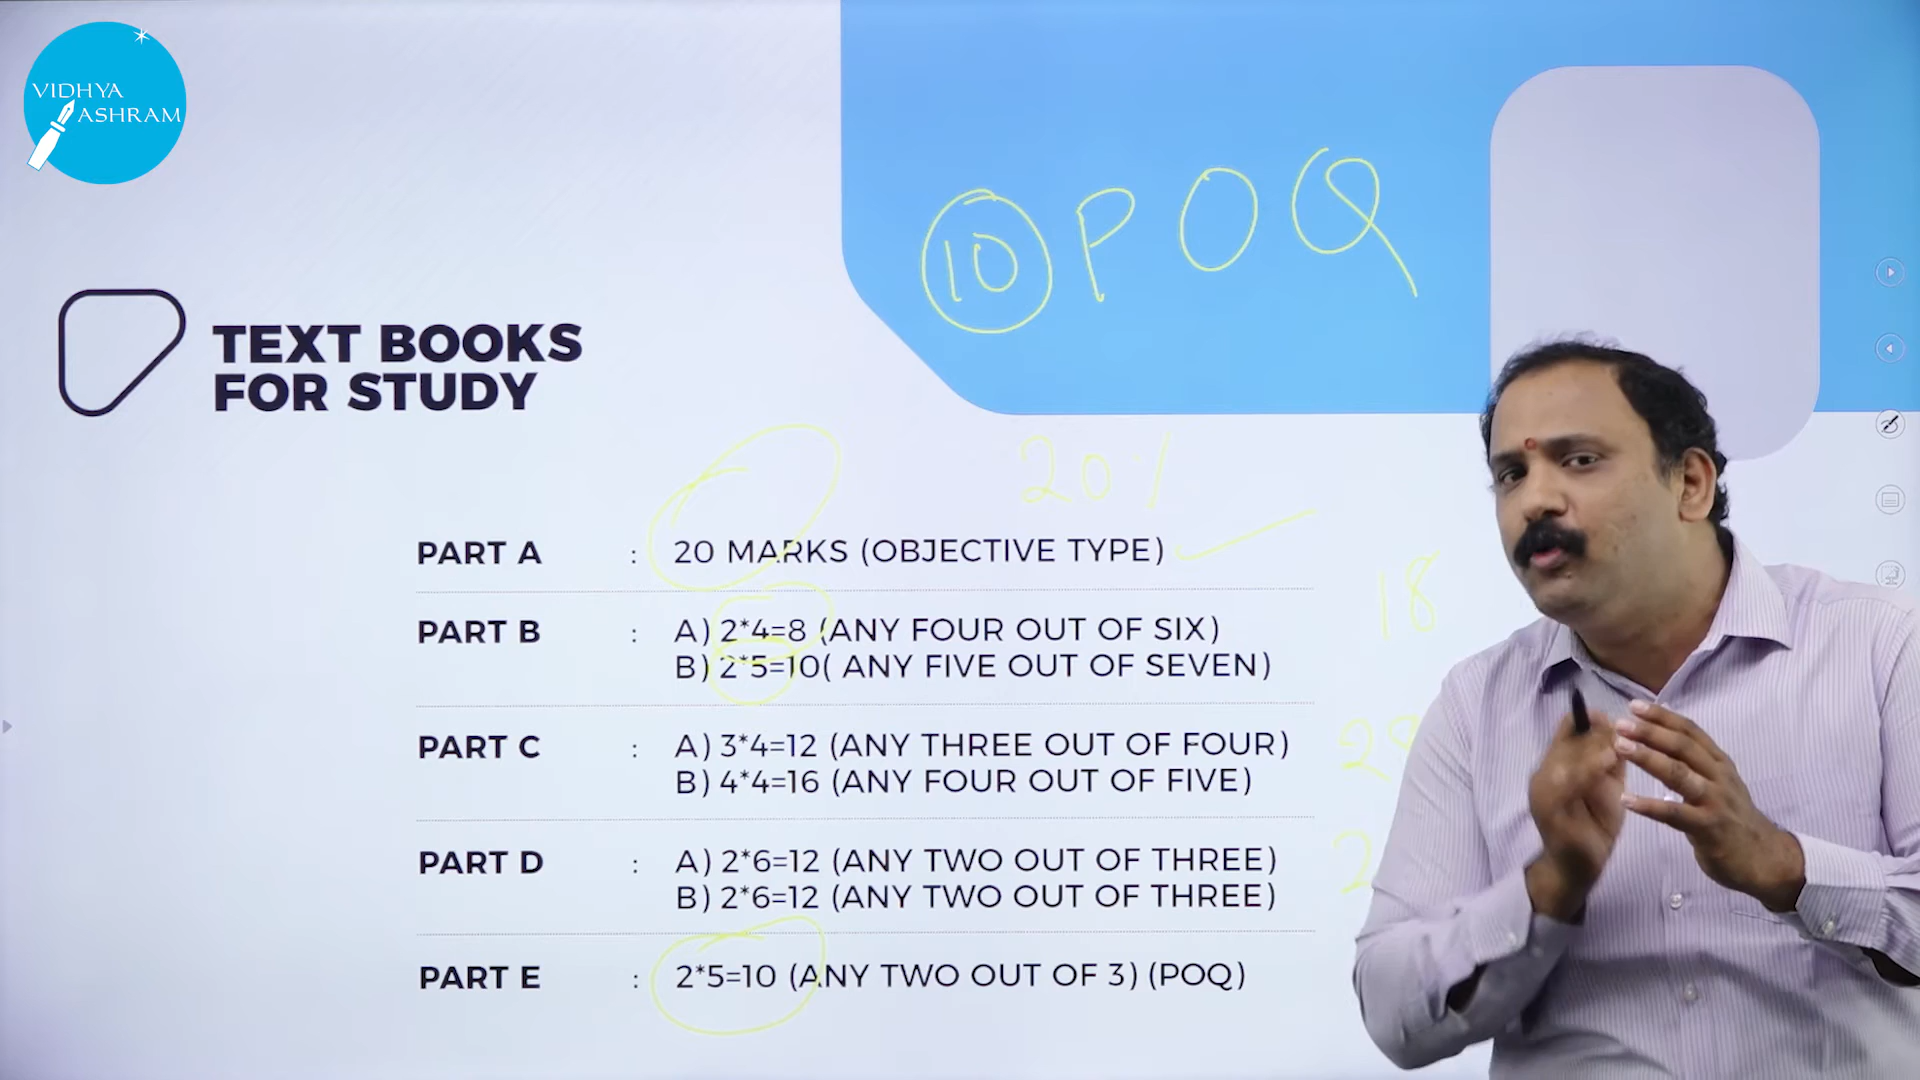 VIDHYA
ASHRAM
10 POQ
TEXT BOOKS
FOR STUDY
20%
PART A : 20 MARKS (OBJECTIVE TYPE)
18
PART B : A) 2*4=8 (ANY FOUR OUT OF SIX)
B) 2*5=10( ANY FIVE OUT OF SEVEN)
PART C : A) 3*4=12 (ANY THREE OUT OF FOUR)
B) 4*4=16 (ANY FOUR OUT OF FIVE)
PART D : A) 2*6=12 (ANY TWO OUT OF THREE)
B) 2*6=12 (ANY TWO OUT OF THREE)
PART E : 2*5=10 (ANY TWO OUT OF 3) (POQ)